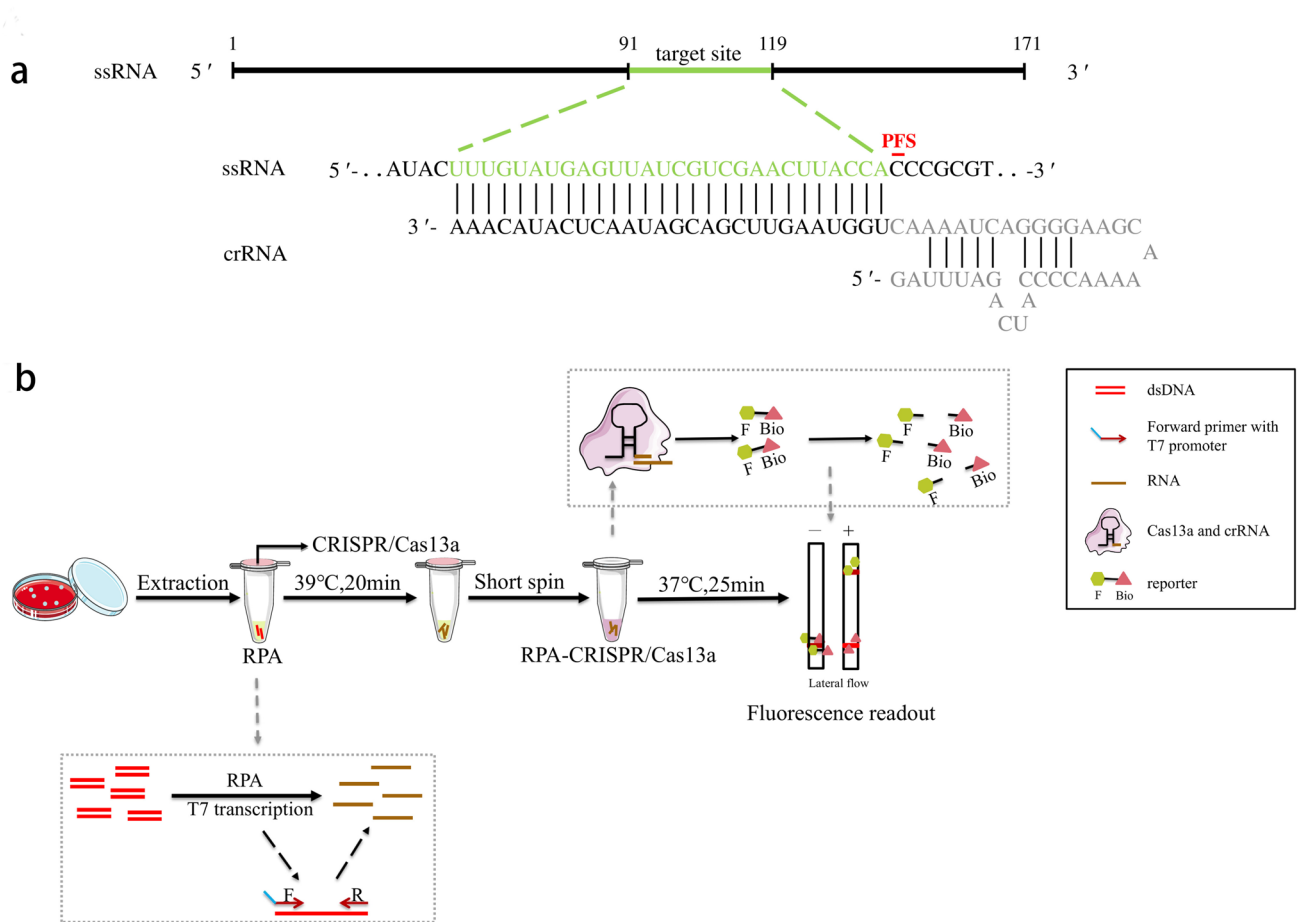 a
1 91 target site 119 171
ssRNA 5′ 3′
PFS
ssRNA 5′-..AUACUUUGUAUGAGUUAUCGUCGAACUUACCACCCGCGT..-3′
3′-AAACAUACUCAAUAGCAGCUUGAAUGGUCAAAAUCAGGGGAAGC
crRNA
A
5′-GAUUUAG CCCCAAAA
A A
CU
b
dsDNA
Forward primer with
T7 promoter
RNA
Cas13a and crRNA
reporter
F Bio
F Bio
F Bio
F Bio
F Bio
F Bio
CRISPR/Cas13a
Extraction
39℃,20min
Short spin
37℃,25min
RPA
RPA-CRISPR/Cas13a
— +
Lateral flow
Fluorescence readout
RPA
T7 transcription
F R